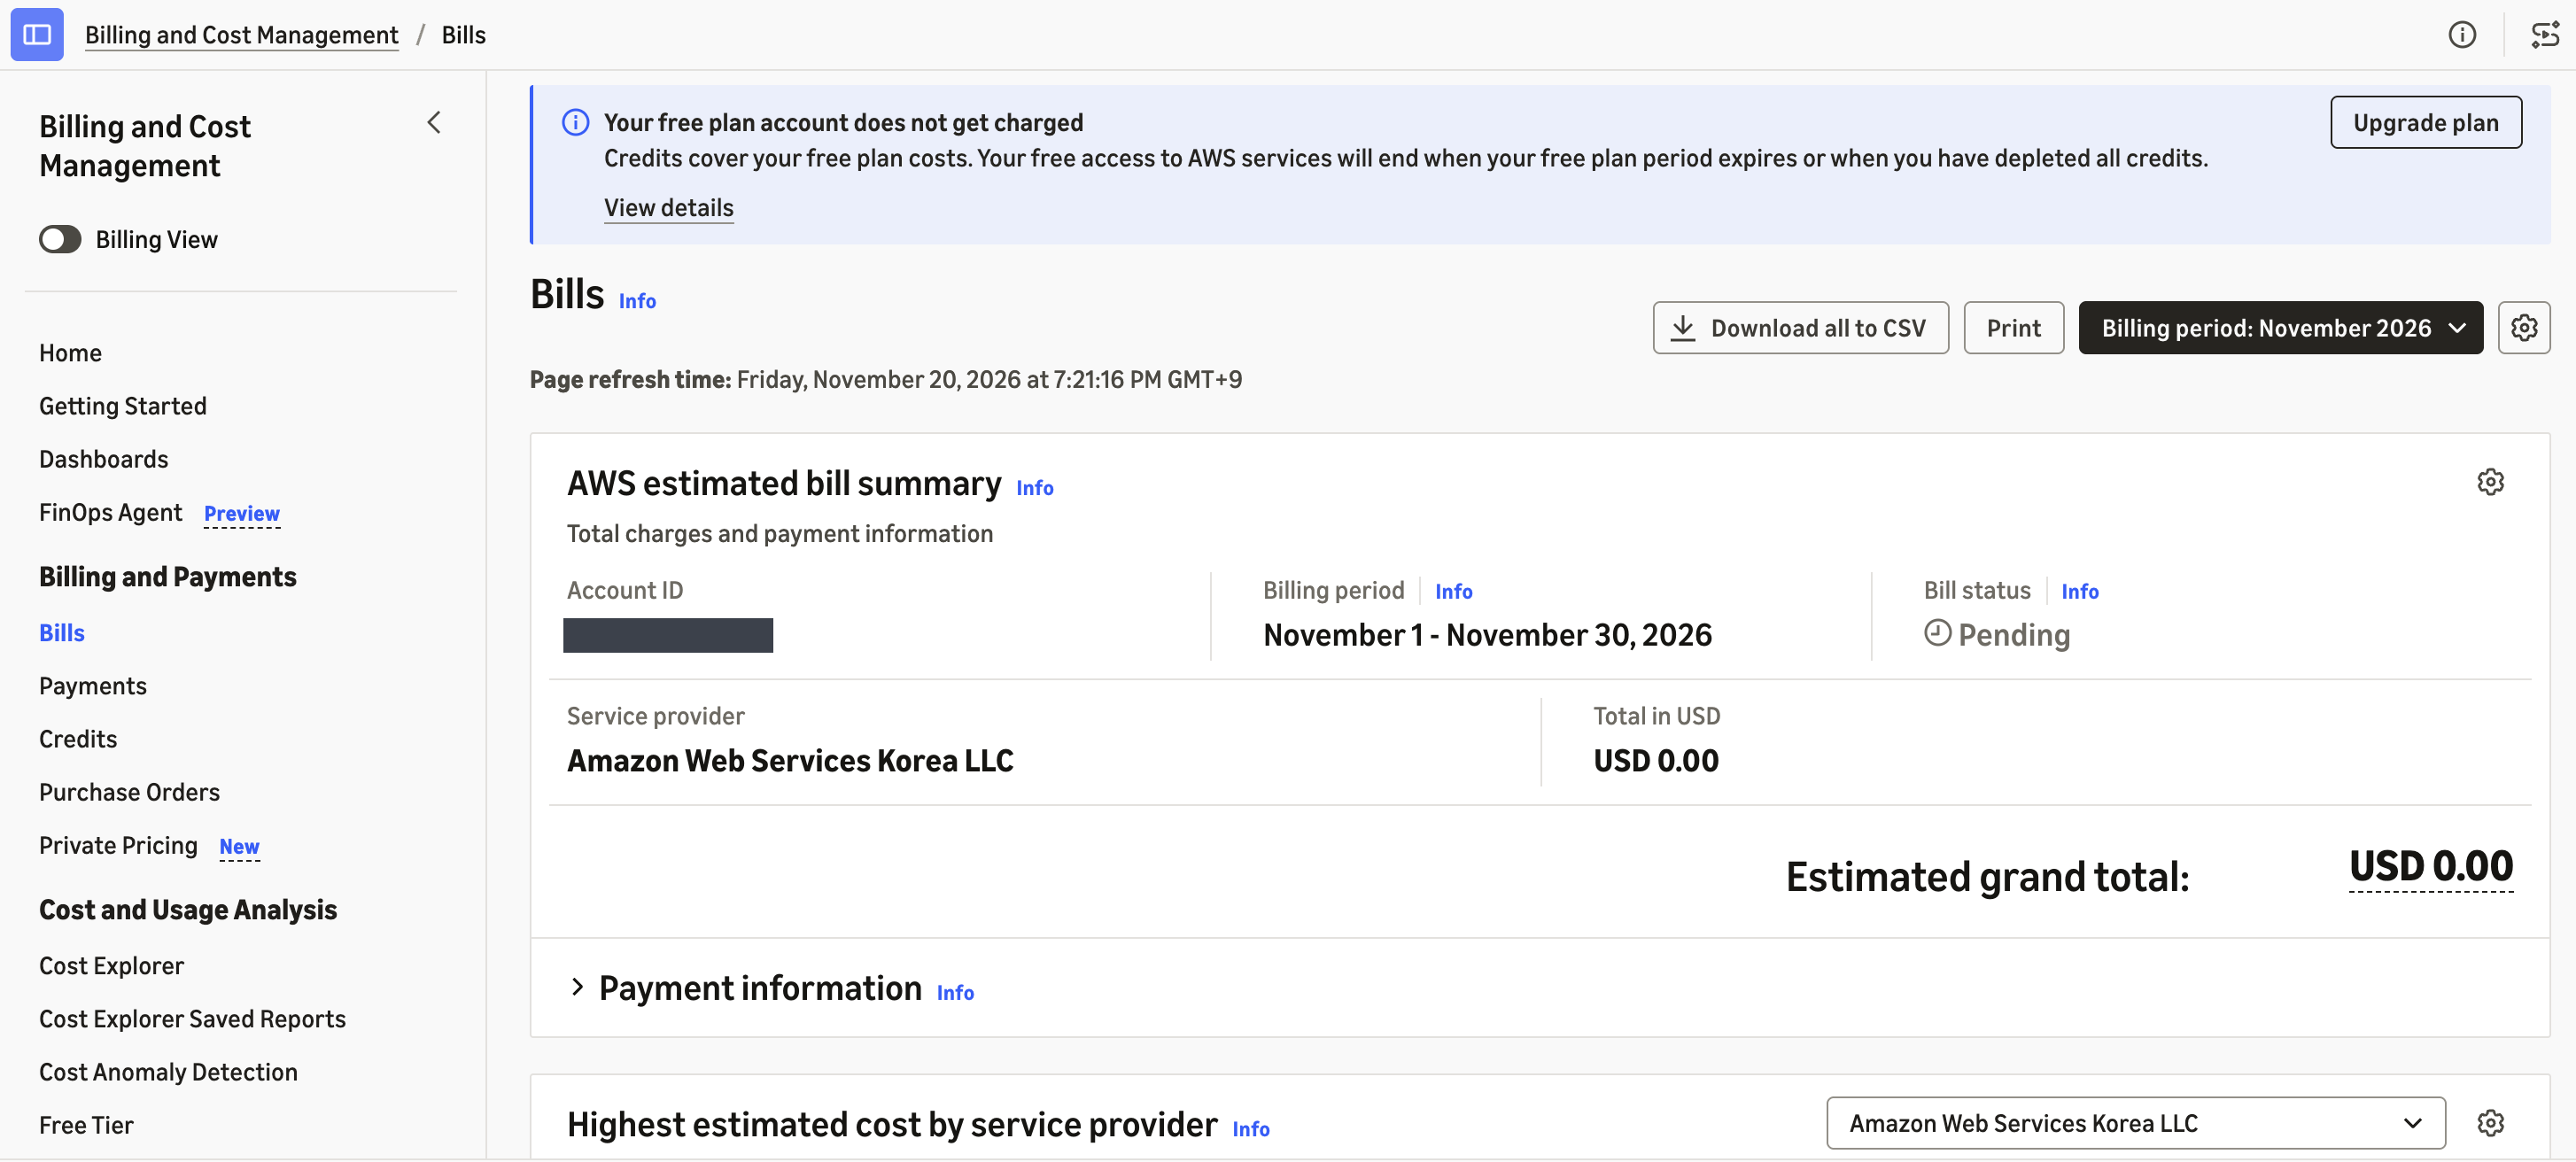 Billing and Cost Management / Bills
Billing and Cost
Management
Billing View
Home
Getting Started
Dashboards
FinOps Agent Preview
Billing and Payments
Bills
Payments
Credits
Purchase Orders
Private Pricing New
Cost and Usage Analysis
Cost Explorer
Cost Explorer Saved Reports
Cost Anomaly Detection
Free Tier
Your free plan account does not get charged
Credits cover your free plan costs. Your free access to AWS services will end when your free plan period expires or when you have depleted all credits.
View details
Upgrade plan
Bills Info
Download all to CSV
Print
Billing period: November 2026
Page refresh time: Friday, November 20, 2026 at 7:21:16 PM GMT+9
AWS estimated bill summary Info
Total charges and payment information
Account ID
Billing period Info
November 1 - November 30, 2026
Bill status Info
Pending
Service provider
Amazon Web Services Korea LLC
Total in USD
USD 0.00
Estimated grand total: USD 0.00
Payment information Info
Highest estimated cost by service provider Info
Amazon Web Services Korea LLC